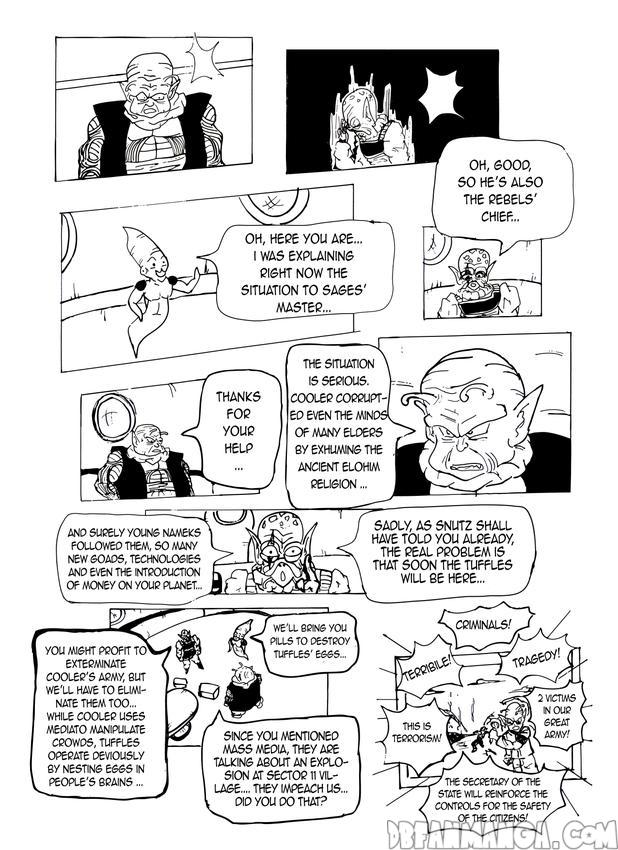 OH, GOOD,
SO HE'S ALSO
THE REBELS'
CHIEF...
OH, HERE YOU ARE...
I WAS EXPLAINING
RIGHT NOW THE
SITUATION TO SAGES'
MASTER...
THE SITUATION
IS SERIOUS.
COOLER CORRUPT-
ED EVEN THE MINDS
OF MANY ELDERS
BY EXHUMING THE
ANCIENT ELOHIM
RELIGION ...
THANKS
FOR
YOUR
HELP
...
AND SURELY YOUNG NAMEKS
FOLLOWED THEM, SO MANY
NEW GOADS, TECHNOLOGIES
AND EVEN THE INTRODUCTION
OF MONEY ON YOUR PLANET...
SADLY, AS SNUTZ SHALL
HAVE TOLD YOU ALREADY,
THE REAL PROBLEM IS
THAT SOON THE TUFFLES
WILL BE HERE...
YOU MIGHT PROFIT TO
EXTERMINATE
COOLER'S ARMY, BUT
WE'LL HAVE TO ELIMI-
NATE THEM TOO...
WHILE COOLER USES
MEDIATO MANIPULATE
CROWDS, TUFFLES
OPERATE DEVIOUSLY
BY NESTING EGGS IN
PEOPLE'S BRAINS ...
WE'LL BRING YOU
PILLS TO DESTROY
TUFFLES' EGGS...
SINCE YOU MENTIONED
MASS MEDIA, THEY ARE
TALKING ABOUT AN EXPLO-
SION AT SECTOR 11 VIL-
LAGE.... THEY IMPEACH US...
DID YOU DO THAT?
CRIMINALS!
TERRIBILE!
TRAGEDY!
THIS IS
TERRORISM!
2 VICTIMS
IN OUR
GREAT
ARMY!
THE SECRETARY OF THE
STATE WILL REINFORCE THE
CONTROLS FOR THE SAFETY
OF THE CITIZENS!
DBFANMANGA.COM